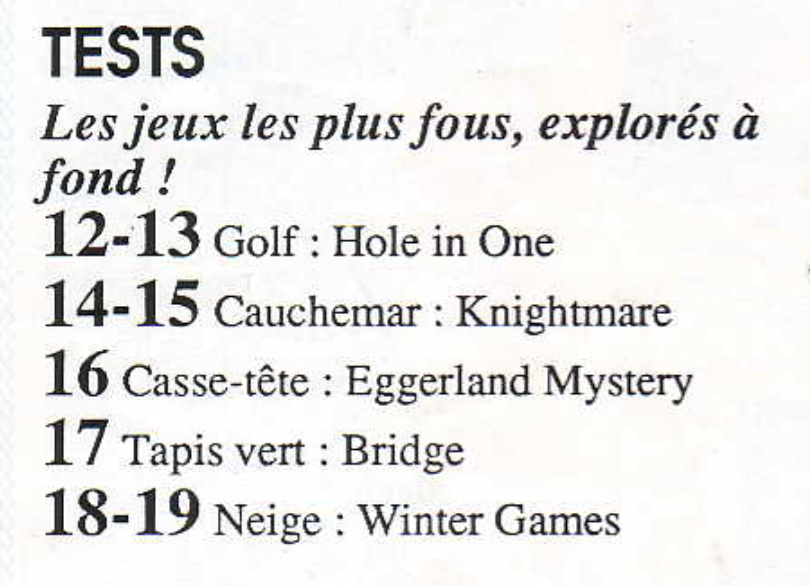 TESTS
Les jeux les plus fous, explorés à
fond !
12-13 Golf : Hole in One
14-15 Cauchemar : Knightmare
16 Casse-tête : Eggerland Mystery
17 Tapis vert : Bridge
18-19 Neige : Winter Games